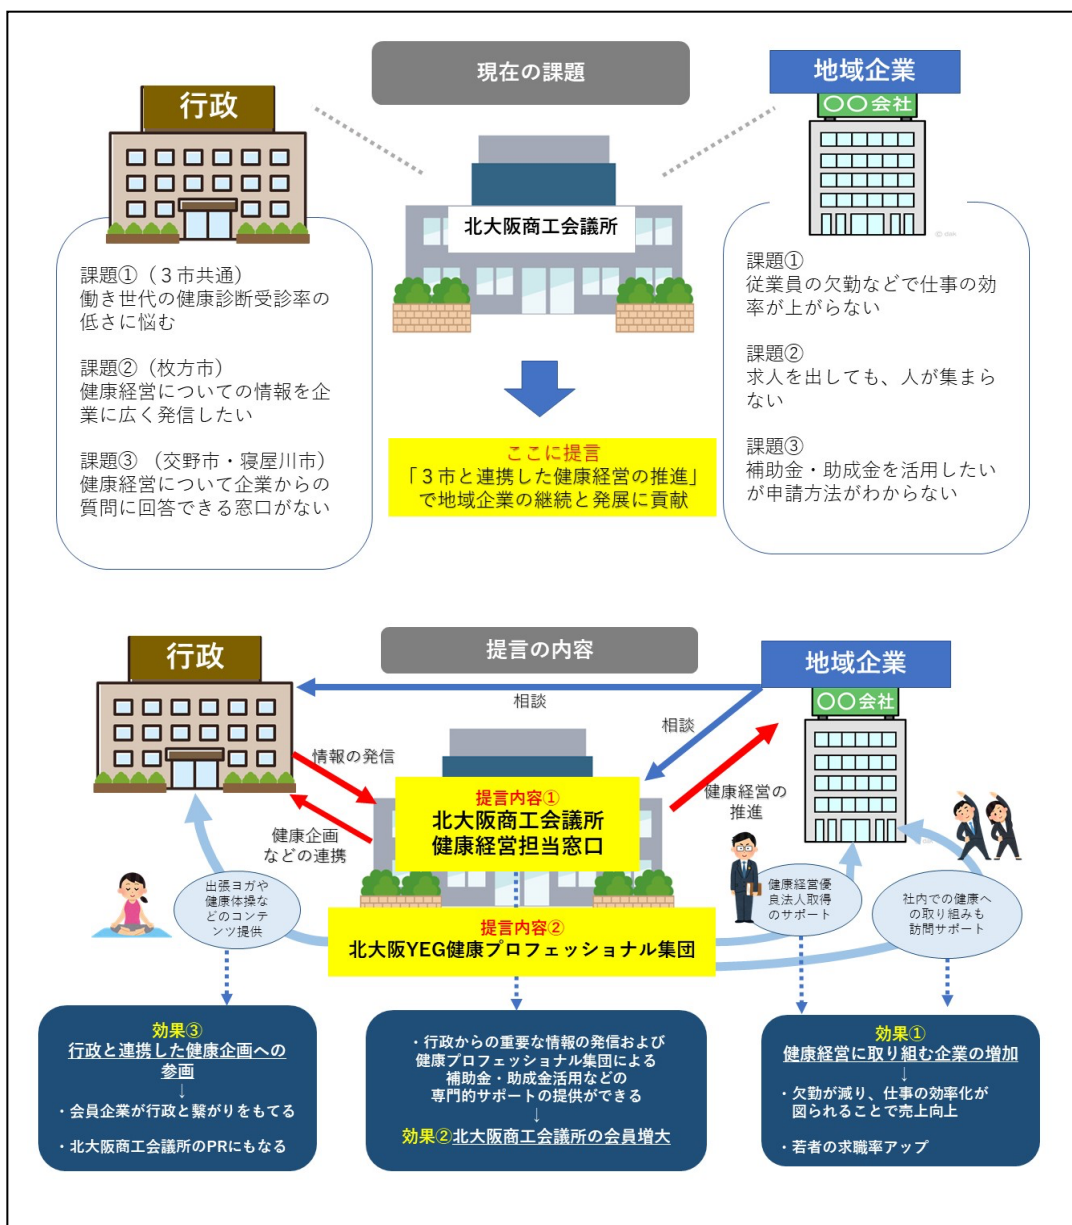 現在の課題
行政
地域企業
〇〇会社
北大阪商工会議所
課題①（３市共通）
働き世代の健康診断受診率の
低さに悩む
課題②（枚方市）
健康経営についての情報を企
業に広く発信したい
課題③ （交野市・寝屋川市）
健康経営について企業からの
質問に回答できる窓口がない
ここに提言
「３市と連携した健康経営の推進」
で地域企業の継続と発展に貢献
課題①
従業員の欠勤などで仕事の効
率が上がらない
課題②
求人を出しても、人が集まら
ない
課題③
補助金・助成金を活用したい
が申請方法がわからない
提言の内容
行政
地域企業
〇〇会社
相談
相談
情報の発信
健康企画
などの連携
健康経営の
推進
提言内容①
北大阪商工会議所
健康経営担当窓口
提言内容②
北大阪YEG健康プロフェッショナル集団
出張ヨガや
健康体操な
どのコンテ
ンツ提供
健康経営優
良法人取得
のサポート
社内での健康へ
の取り組みも
訪問サポート
効果③
行政と連携した健康企画への
参画
↓
・会員企業が行政と繋がりをもてる
・北大阪商工会議所のPRにもなる
・行政からの重要な情報の発信および
健康プロフェッショナル集団による
補助金・助成金活用などの
専門的サポートの提供ができる
↓
効果②北大阪商工会議所の会員増大
効果①
健康経営に取り組む企業の増加
↓
・欠勤が減り、仕事の効率化が
図られることで売上向上
・若者の求職率アップ